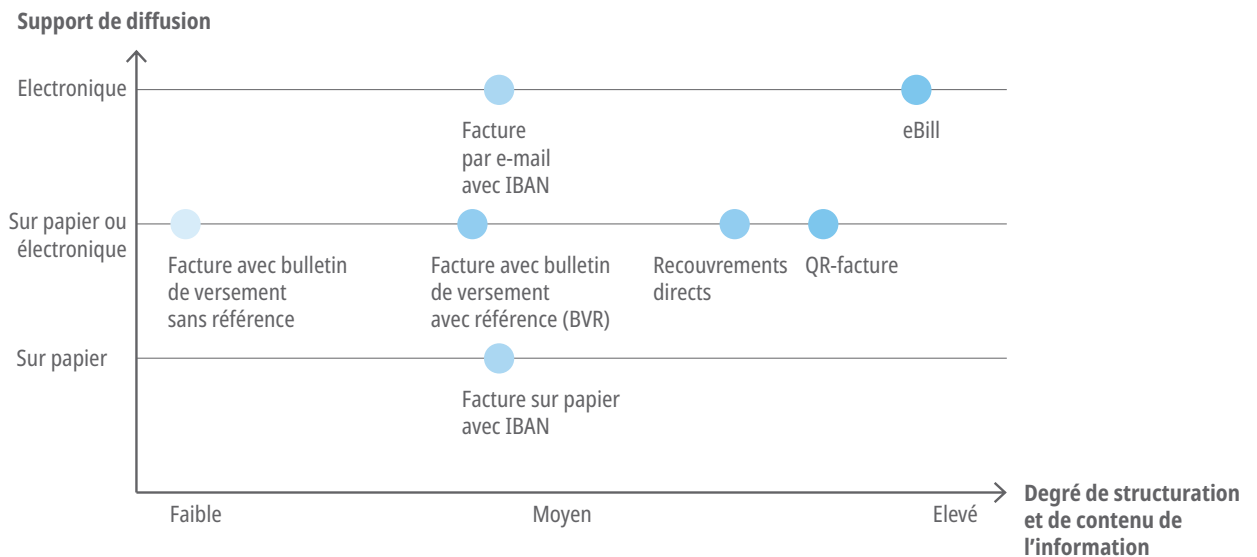 Support de diffusion
Electronique
Facture
par e-mail
avec IBAN
eBill
Sur papier ou
électronique
Facture avec bulletin
de versement
sans référence
Facture avec bulletin
de versement
avec référence (BVR)
Recouvrements
directs
QR-facture
Sur papier
Facture sur papier
avec IBAN
Faible
Moyen
Elevé
Degré de structuration
et de contenu de
l’information